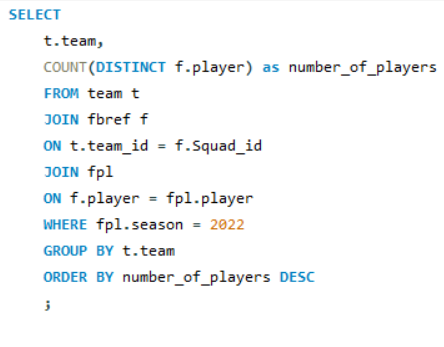 SELECT
t.team,
COUNT(DISTINCT f.player) as number_of_players
FROM team t
JOIN fbref f
ON t.team_id = f.Squad_id
JOIN fpl
ON f.player = fpl.player
WHERE fpl.season = 2022
GROUP BY t.team
ORDER BY number_of_players DESC
;